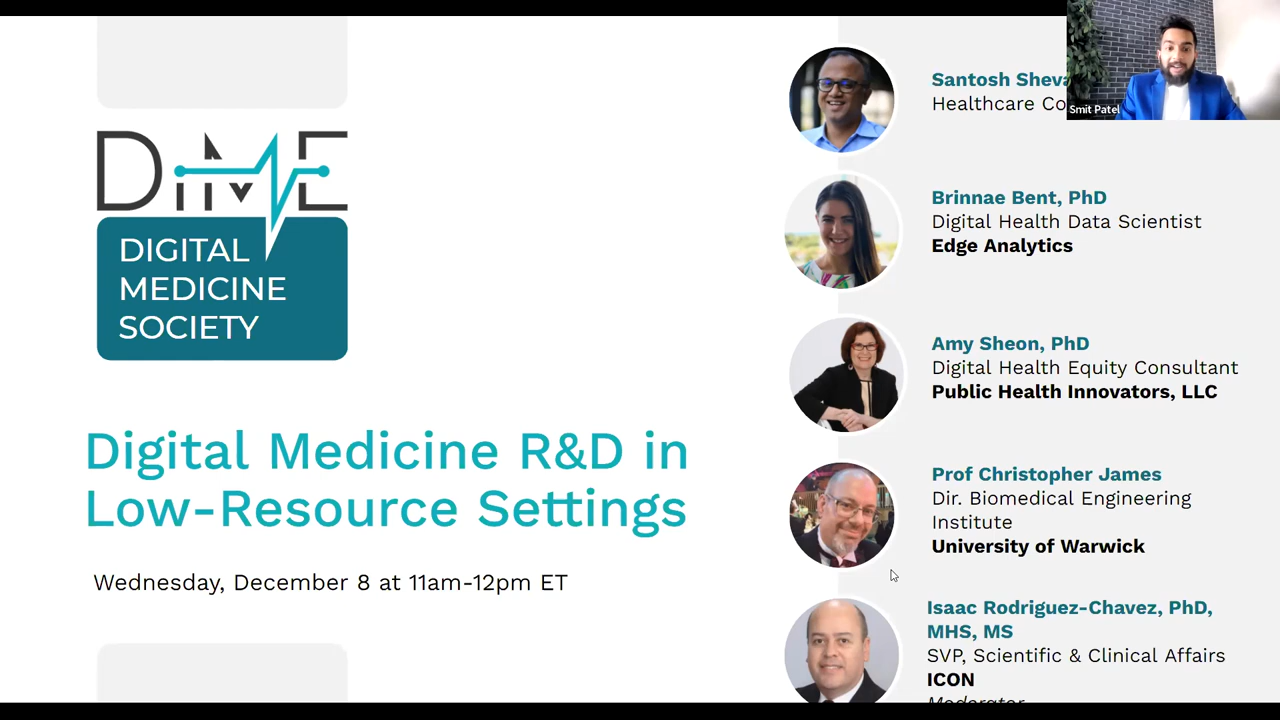 DiME
DIGITAL
MEDICINE
SOCIETY
Digital Medicine R&D in
Low-Resource Settings
Wednesday, December 8 at 11am-12pm ET
Santosh
Healthcare
Smit Patel
Brinnae Bent, PhD
Digital Health Data Scientist
Edge Analytics
Amy Sheon, PhD
Digital Health Equity Consultant
Public Health Innovators, LLC
Prof Christopher James
Dir. Biomedical Engineering
Institute
University of Warwick
Isaac Rodriguez-Chavez, PhD,
MHS, MS
SVP, Scientific & Clinical Affairs
ICON
Moderator